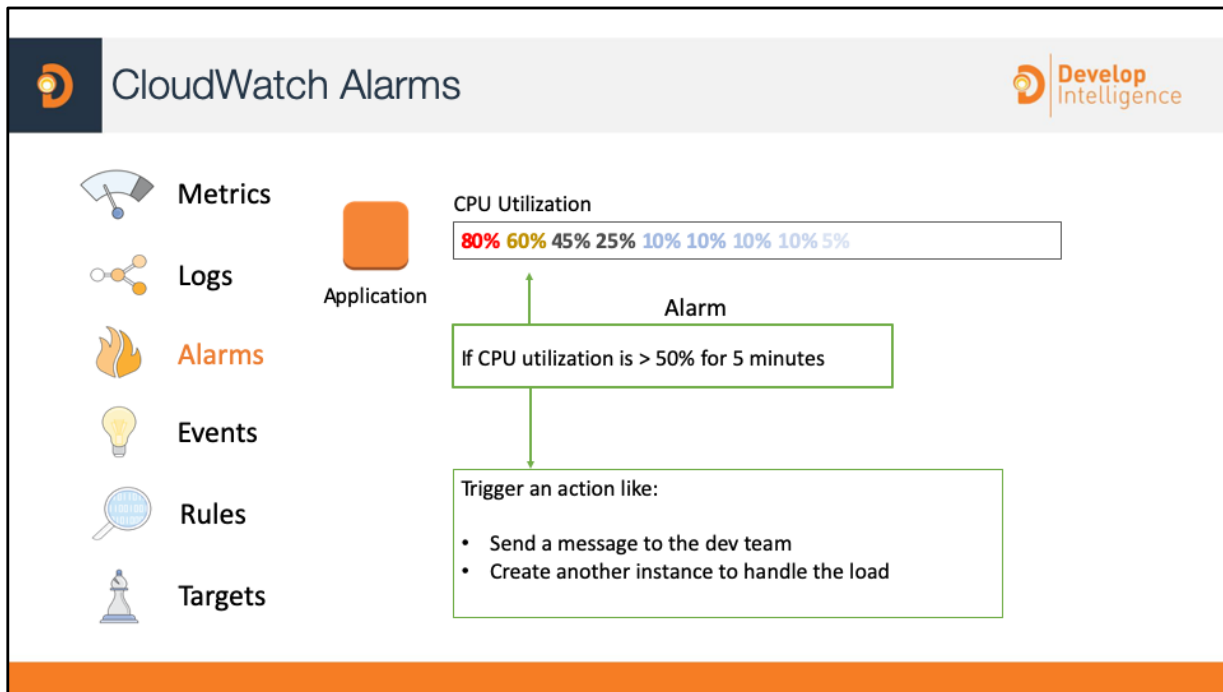 CloudWatch Alarms
Develop
Intelligence
Metrics
Logs
Alarms
Events
Rules
Targets
Application
CPU Utilization
80% 60% 45% 25% 10% 10% 10% 10% 5%
Alarm
If CPU utilization is > 50% for 5 minutes
Trigger an action like:
• Send a message to the dev team
• Create another instance to handle the load